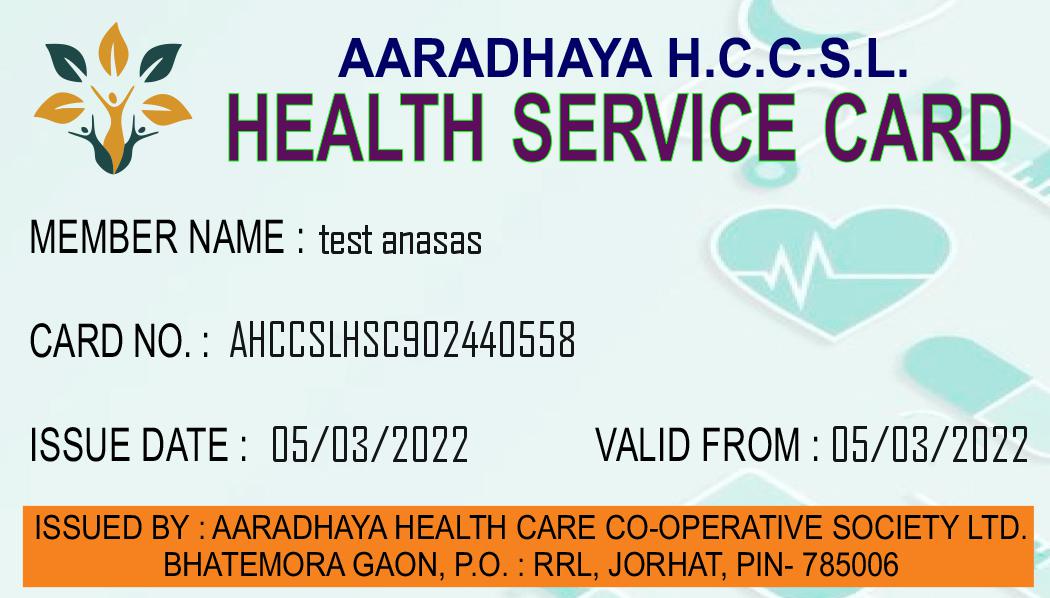 AARADHAYA H.C.C.S.L.
HEALTH SERVICE CARD
MEMBER NAME : test anasas
CARD NO. : AHCCSLHSC902440558
ISSUE DATE : 05/03/2022 VALID FROM : 05/03/2022
ISSUED BY : AARADHAYA HEALTH CARE CO-OPERATIVE SOCIETY LTD.
BHATEMORA GAON, P.O. : RRL, JORHAT, PIN- 785006